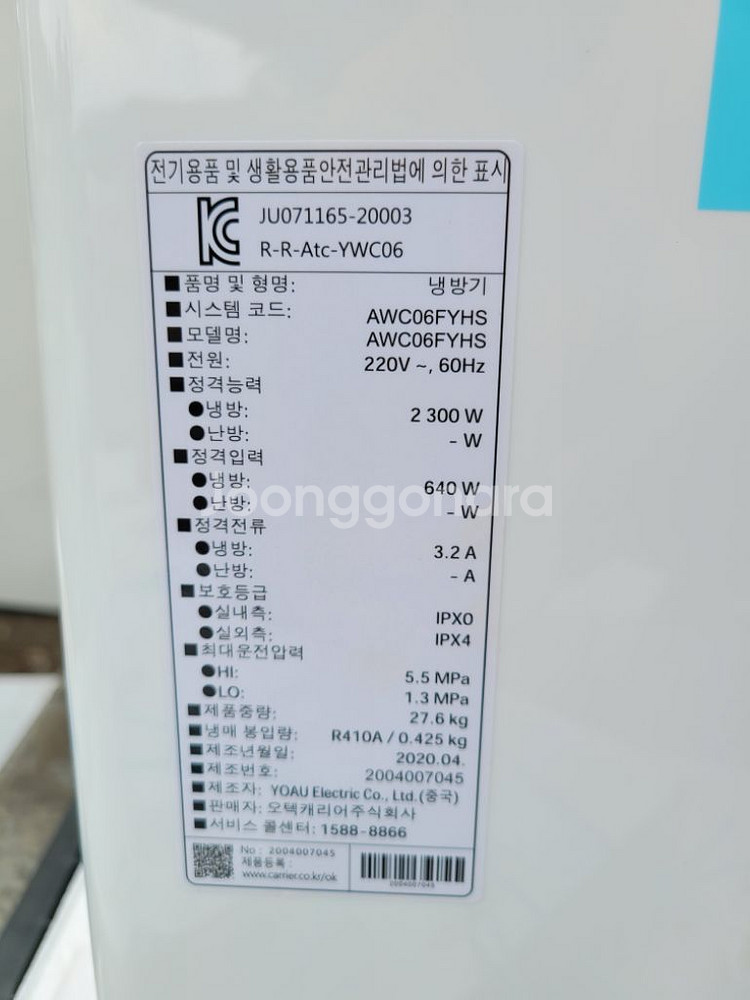 전기용품 및 생활용품안전관리법에 의한 표시
JU071165-20003
R-R-Atc-YWC06
■품명 및 형명: 냉방기
■시스템 코드: AWC06FYHS
■모델명: AWC06FYHS
■전원: 220V ~, 60Hz
■정격능력
●냉방: 2 300 W
●난방: - W
■정격입력
●냉방: 640 W
●난방: - W
■정격전류
●냉방: 3.2 A
●난방: - A
■보호등급
●실내측: IPX0
●실외측: IPX4
■최대운전압력
●HI: 5.5 MPa
●LO: 1.3 MPa
■제품중량: 27.6 kg
■냉매 봉입량: R410A / 0.425 kg
■제조년월일: 2020.04.
■제조번호: 2004007045
■제조자: YOAU Electric Co., Ltd.(중국)
■판매자: 오텍캐리어주식회사
■서비스 콜센터: 1588-8866
No : 2004007045
제품등록 :
www.carrier.co.kr/ok
2004007045
Joonggonara